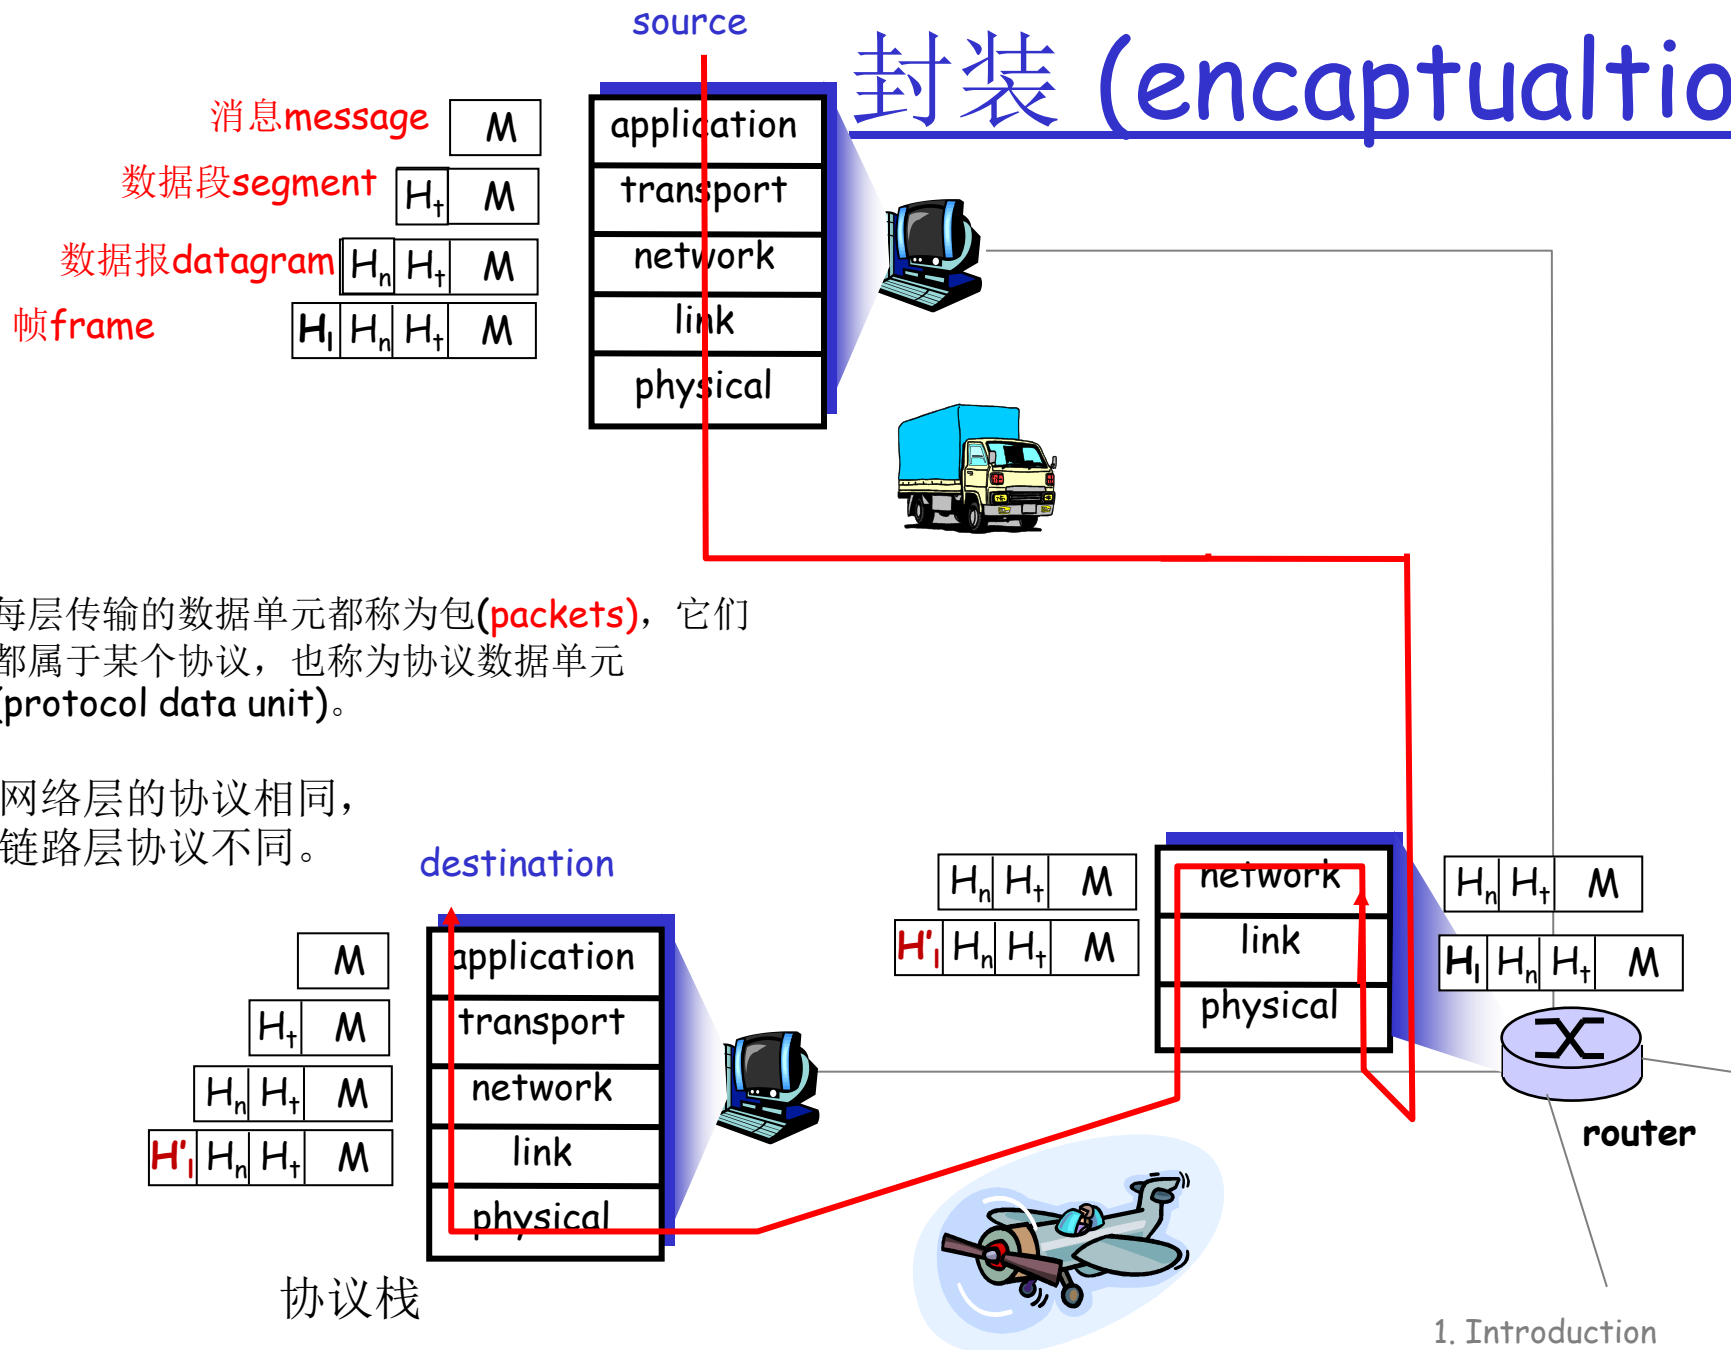 source
封装 (encaptualtio
消息message M
数据段segment Ht M
数据报datagram Hn Ht M
帧frame Hl Hn Ht M
application
transport
network
link
physical
每层传输的数据单元都称为包(packets)，它们
都属于某个协议，也称为协议数据单元
(protocol data unit)。
网络层的协议相同，
链路层协议不同。
destination
M
Ht M
Hn Ht M
H'l Hn Ht M
application
transport
network
link
physical
协议栈
Hn Ht M
H'l Hn Ht M
network
link
physical
Hn Ht M
Hl Hn Ht M
router
1. Introduction